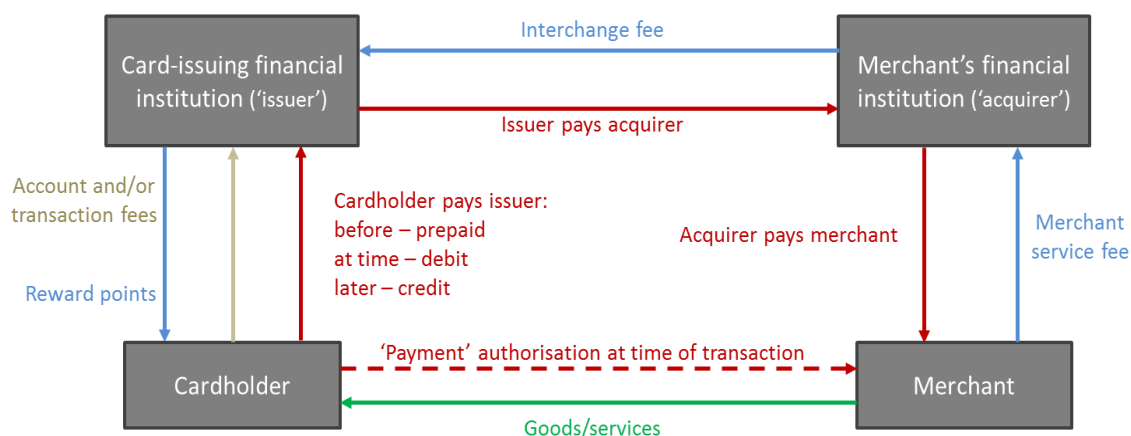 Interchange fee
Card-issuing financial
institution (‘issuer’)
Merchant’s financial
institution (‘acquirer’)
Issuer pays acquirer
Account and/or
transaction fees
Cardholder pays issuer:
before – prepaid
at time – debit
later – credit
Acquirer pays merchant
Merchant
service fee
Reward points
‘Payment’ authorisation at time of transaction
Cardholder
Merchant
Goods/services